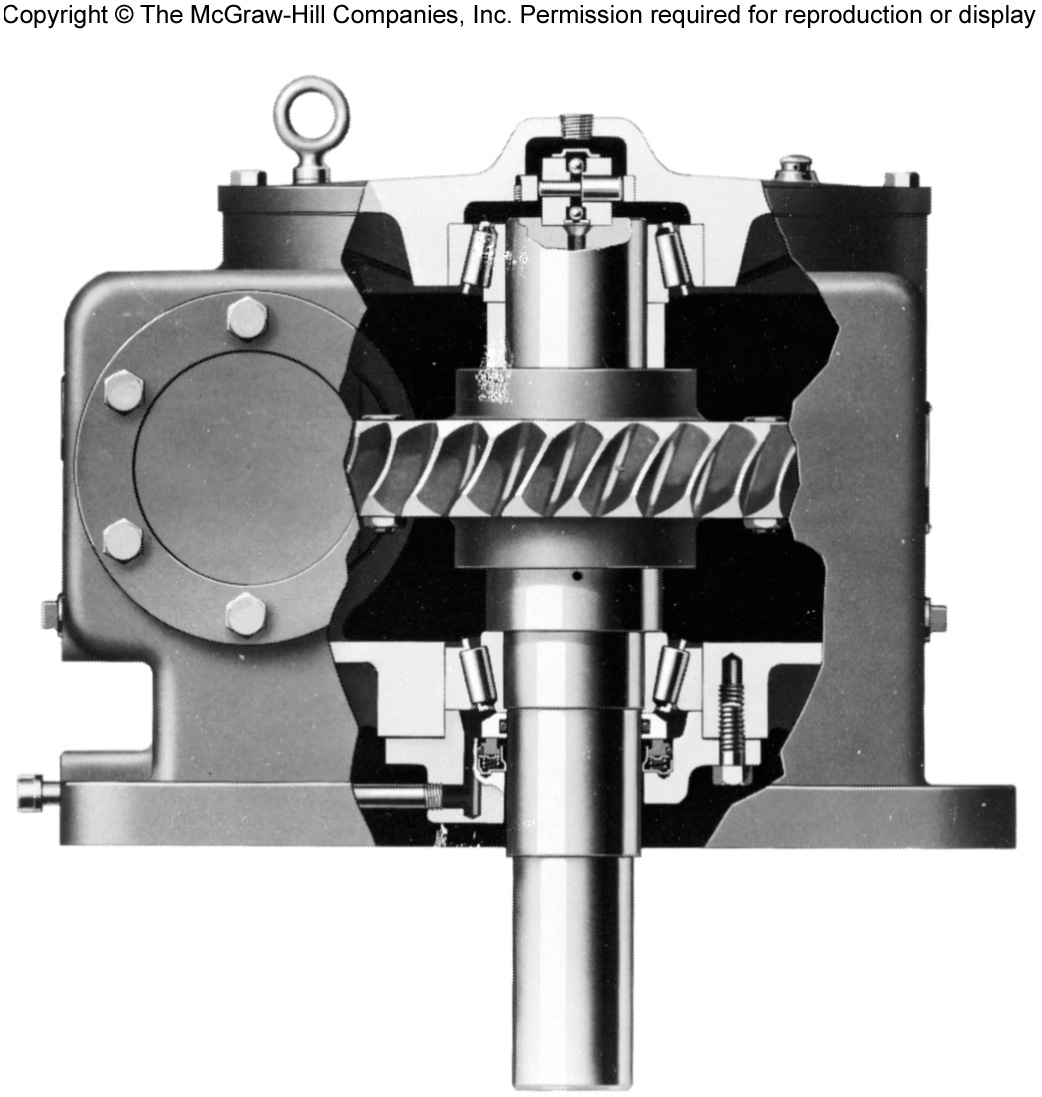 Copyright © The McGraw-Hill Companies, Inc. Permission required for reproduction or display